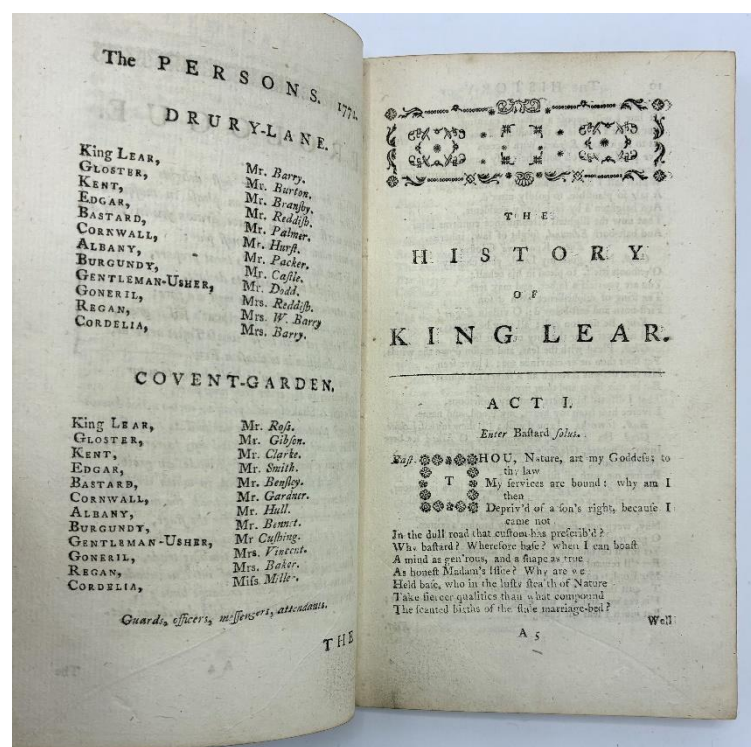 The PERSONS. 1771.
DRURY-LANE.
King LEAR, Mr. Barry.
GLOSTER, Mr. Burton.
KENT, Mr. Bransby.
EDGAR, Mr. Reddish.
BASTARD, Mr. Palmer.
CORNWALL, Mr. Hurst.
ALBANY, Mr. Packer.
BURGUNDY, Mr. Castle.
GENTLEMAN-USHER, Mr. Dodd.
GONERIL, Mrs. Reddish.
REGAN, Mrs. W. Barry
CORDELIA, Mrs. Barry.
COVENT-GARDEN.
King LEAR, Mr. Ross.
GLOSTER, Mr. Gibson.
KENT, Mr. Clarke.
EDGAR, Mr. Smith.
BASTARD, Mr. Bensley.
CORNWALL, Mr. Gardner.
ALBANY, Mr. Hull.
BURGUNDY, Mr. Bennet.
GENTLEMAN-USHER, Mr Cushing.
GONERIL, Mrs. Vincent.
REGAN, Mrs. Baker.
CORDELIA, Miss Miller.
Guards, officers, messengers, attendants.
THE
THE
HISTORY
OF
KING LEAR.
ACT I.
Enter Bastard solus.
Bast. THOU, Nature, art my Goddess; to
thy law
My services are bound: why am I
then
Depriv'd of a son's right, because I
came not
In the dull road that custom has prescrib'd?
Why bastard? Wherefore base? when I can boast
A mind as gen'rous, and a shape as true
As honest Madam's Issue? Why are we
Held base, who in the lusty stealth of Nature
Take fiercer qualities than what compound
The scanted births of the stale marriage-bed?
Well
A 5